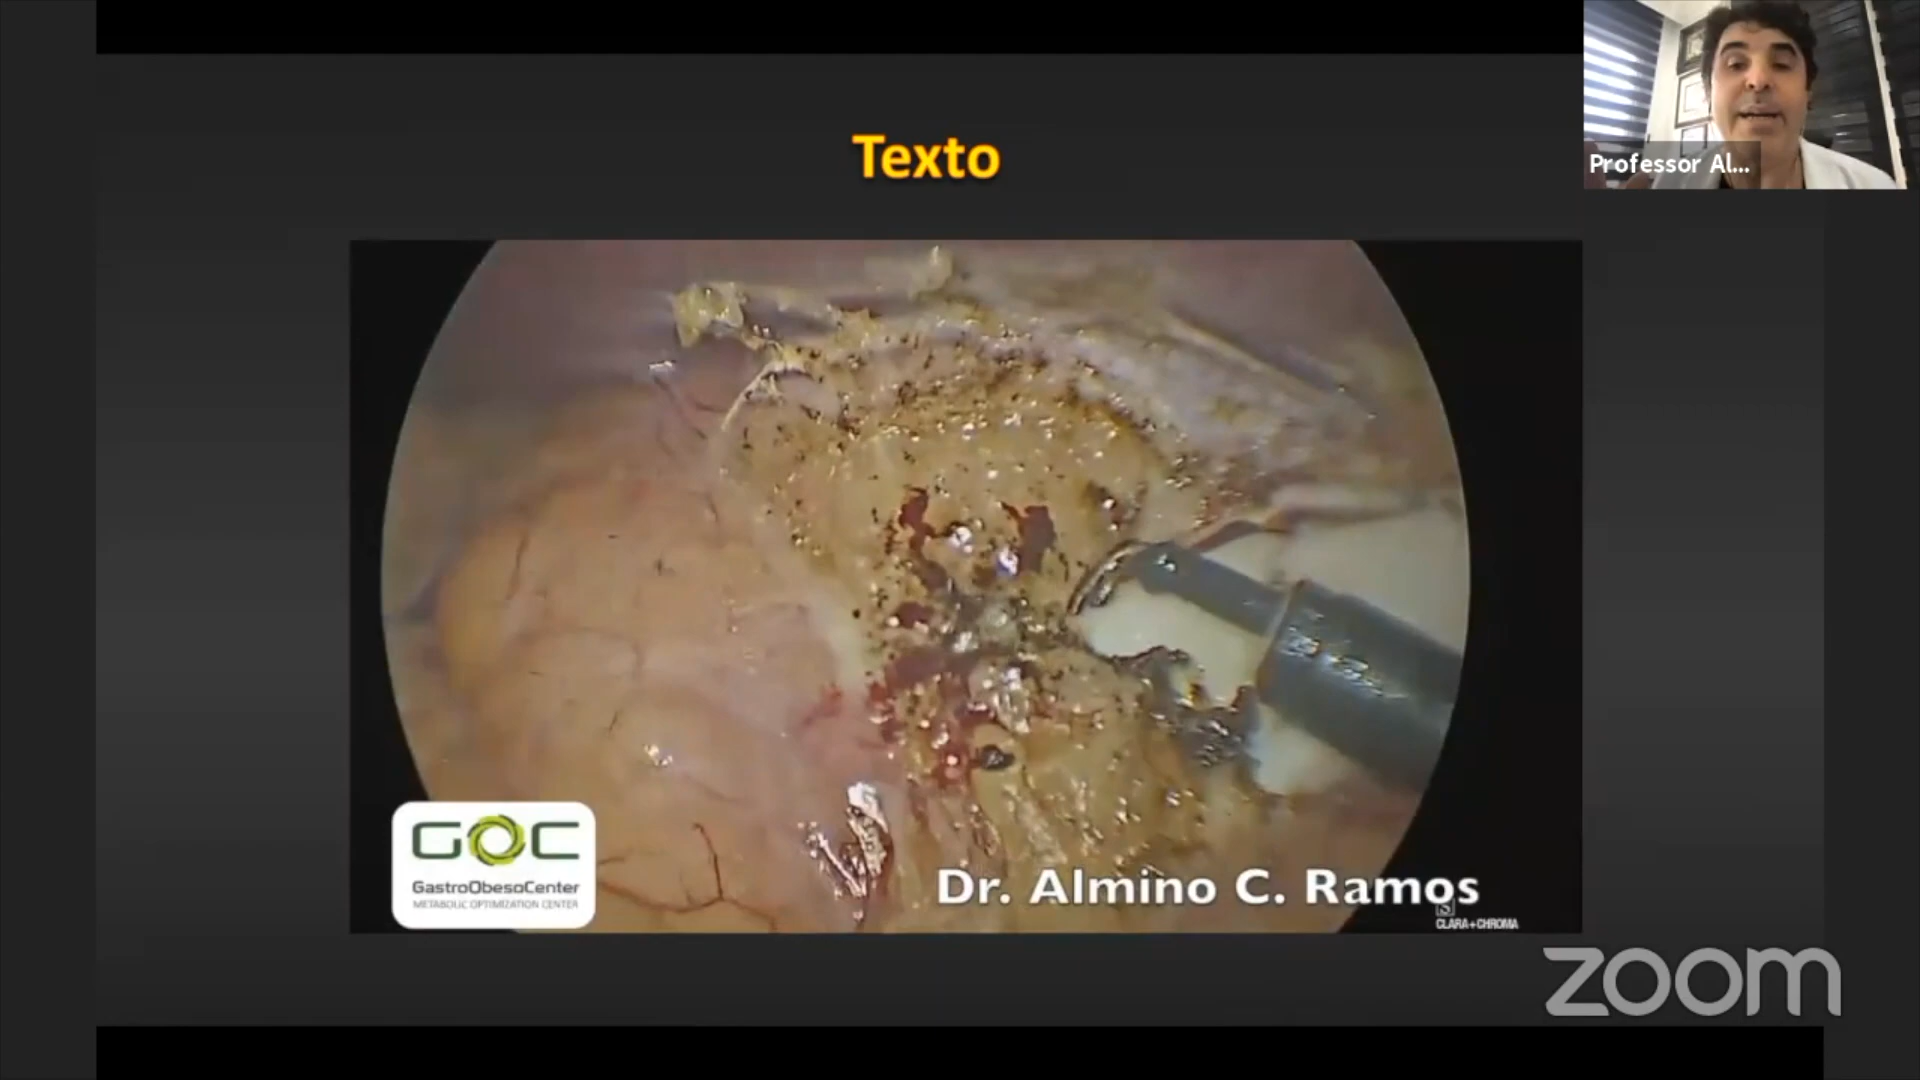 Professor Al...
Texto
GOC
GastroObesoCenter
METABOLIC OPTIMIZATION CENTER
Dr. Almino C. Ramos
CLARA+CHROMA
zoom